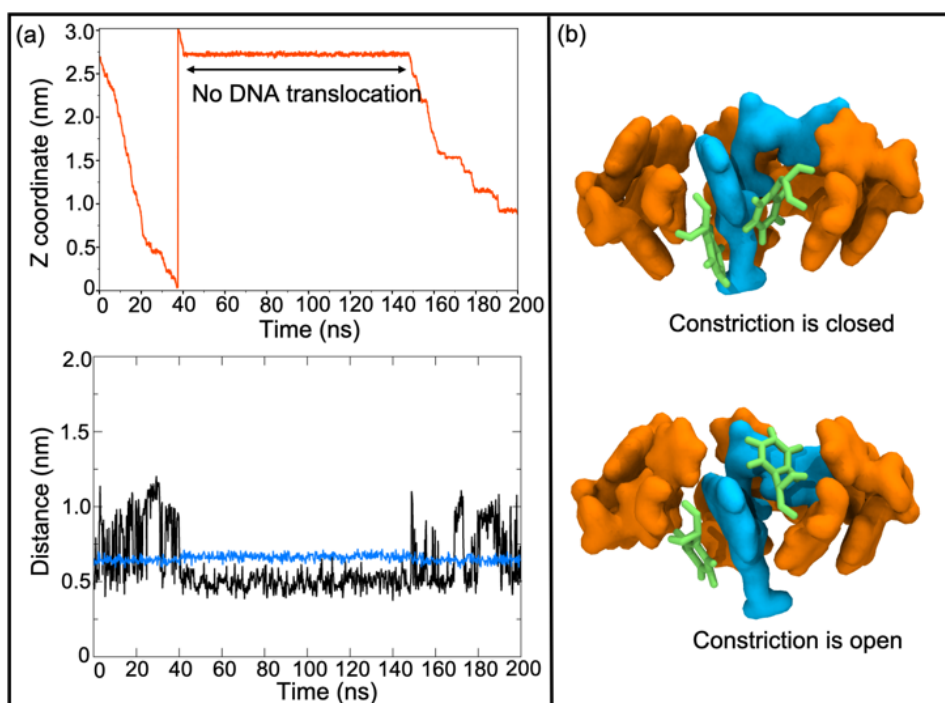 (a)
Z coordinate (nm)
3.0
2.5
2.0
1.5
1.0
0.5
0
No DNA translocation
0 20 40 60 80 100 120 140 160 180 200
Time (ns)
Distance (nm)
2.0
1.5
1.0
0.5
0
0 20 40 60 80 100 120 140 160 180 200
Time (ns)
(b)
Constriction is closed
Constriction is open